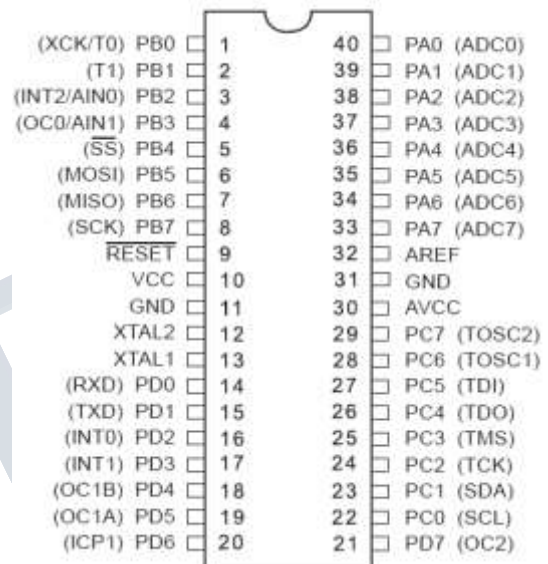 (XCK/T0) PB0 1 40 PA0 (ADC0)
(T1) PB1 2 39 PA1 (ADC1)
(INT2/AIN0) PB2 3 38 PA2 (ADC2)
(OC0/AIN1) PB3 4 37 PA3 (ADC3)
(SS) PB4 5 36 PA4 (ADC4)
(MOSI) PB5 6 35 PA5 (ADC5)
(MISO) PB6 7 34 PA6 (ADC6)
(SCK) PB7 8 33 PA7 (ADC7)
RESET 9 32 AREF
VCC 10 31 GND
GND 11 30 AVCC
XTAL2 12 29 PC7 (TOSC2)
XTAL1 13 28 PC6 (TOSC1)
(RXD) PD0 14 27 PC5 (TDI)
(TXD) PD1 15 26 PC4 (TDO)
(INT0) PD2 16 25 PC3 (TMS)
(INT1) PD3 17 24 PC2 (TCK)
(OC1B) PD4 18 23 PC1 (SDA)
(OC1A) PD5 19 22 PC0 (SCL)
(ICP1) PD6 20 21 PD7 (OC2)